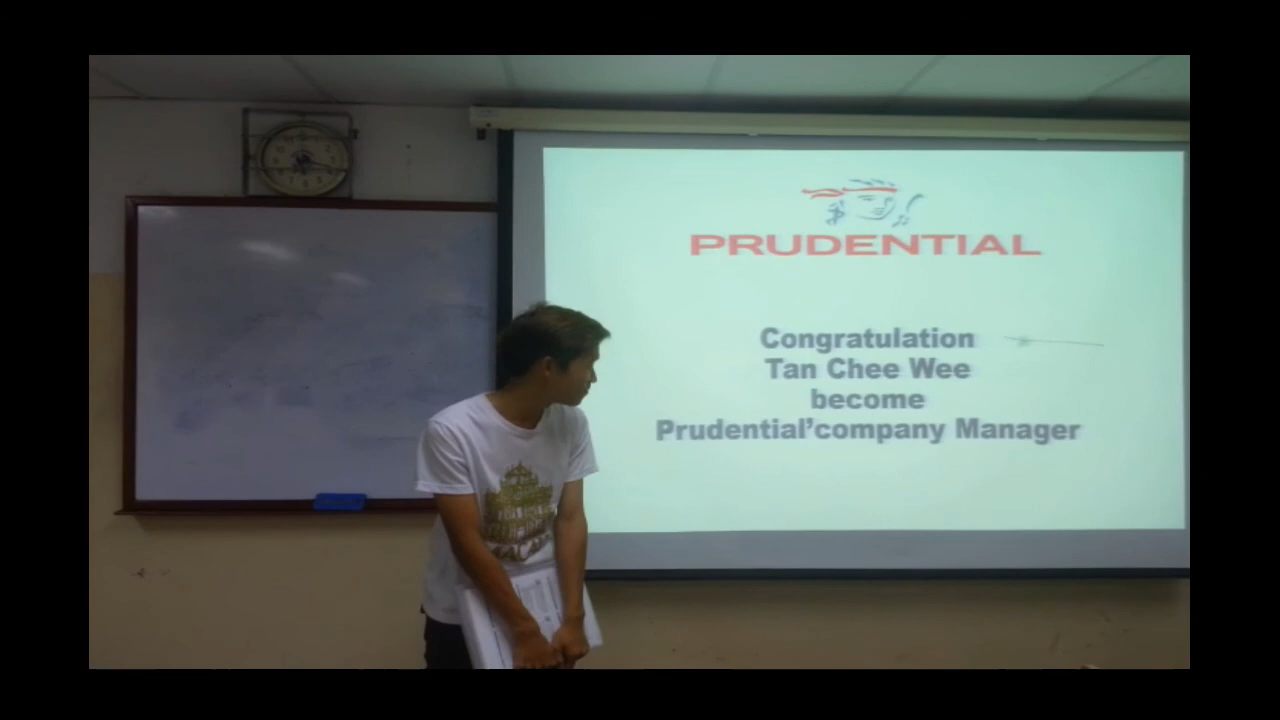 PRUDENTIAL
Congratulation
Tan Chee Wee
become
Prudential'company Manager